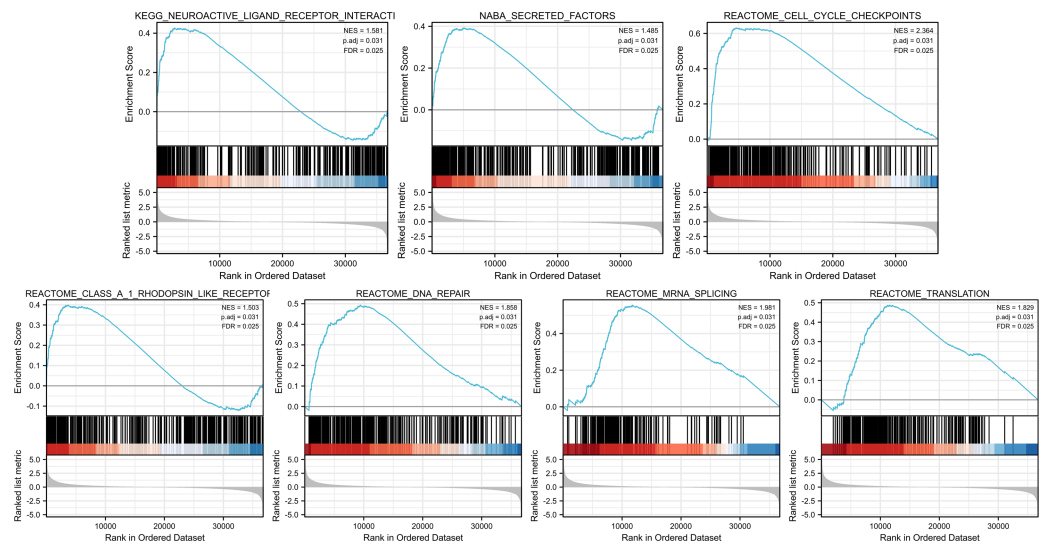 KEGG_NEUROACTIVE_LIGAND_RECEPTOR_INTERACTI
NES = 1.581
p.adj = 0.031
FDR = 0.025
Enrichment Score
0.4
0.2
0.0
Ranked list metric
5.0
2.5
0.0
-2.5
-5.0
10000
20000
30000
Rank in Ordered Dataset
NABA_SECRETED_FACTORS
NES = 1.485
p.adj = 0.031
FDR = 0.025
Enrichment Score
0.4
0.2
0.0
Ranked list metric
5.0
2.5
0.0
-2.5
-5.0
10000
20000
30000
Rank in Ordered Dataset
REACTOME_CELL_CYCLE_CHECKPOINTS
NES = 2.364
p.adj = 0.031
FDR = 0.025
Enrichment Score
0.6
0.4
0.2
0.0
Ranked list metric
5.0
2.5
0.0
-2.5
-5.0
10000
20000
30000
Rank in Ordered Dataset
REACTOME_CLASS_A_1_RHODOPSIN_LIKE_RECEPTOF
NES = 1.503
p.adj = 0.031
FDR = 0.025
Enrichment Score
0.4
0.3
0.2
0.1
0.0
-0.1
Ranked list metric
5.0
2.5
0.0
-2.5
-5.0
10000
20000
30000
Rank in Ordered Dataset
REACTOME_DNA_REPAIR
NES = 1.858
p.adj = 0.031
FDR = 0.025
Enrichment Score
0.5
0.4
0.3
0.2
0.1
0.0
Ranked list metric
5.0
2.5
0.0
-2.5
-5.0
10000
20000
30000
Rank in Ordered Dataset
REACTOME_MRNA_SPLICING
NES = 1.981
p.adj = 0.031
FDR = 0.025
Enrichment Score
0.4
0.2
0.0
Ranked list metric
5.0
2.5
0.0
-2.5
-5.0
10000
20000
30000
Rank in Ordered Dataset
REACTOME_TRANSLATION
NES = 1.829
p.adj = 0.031
FDR = 0.025
Enrichment Score
0.5
0.4
0.3
0.2
0.1
0.0
Ranked list metric
5.0
2.5
0.0
-2.5
-5.0
10000
20000
30000
Rank in Ordered Dataset